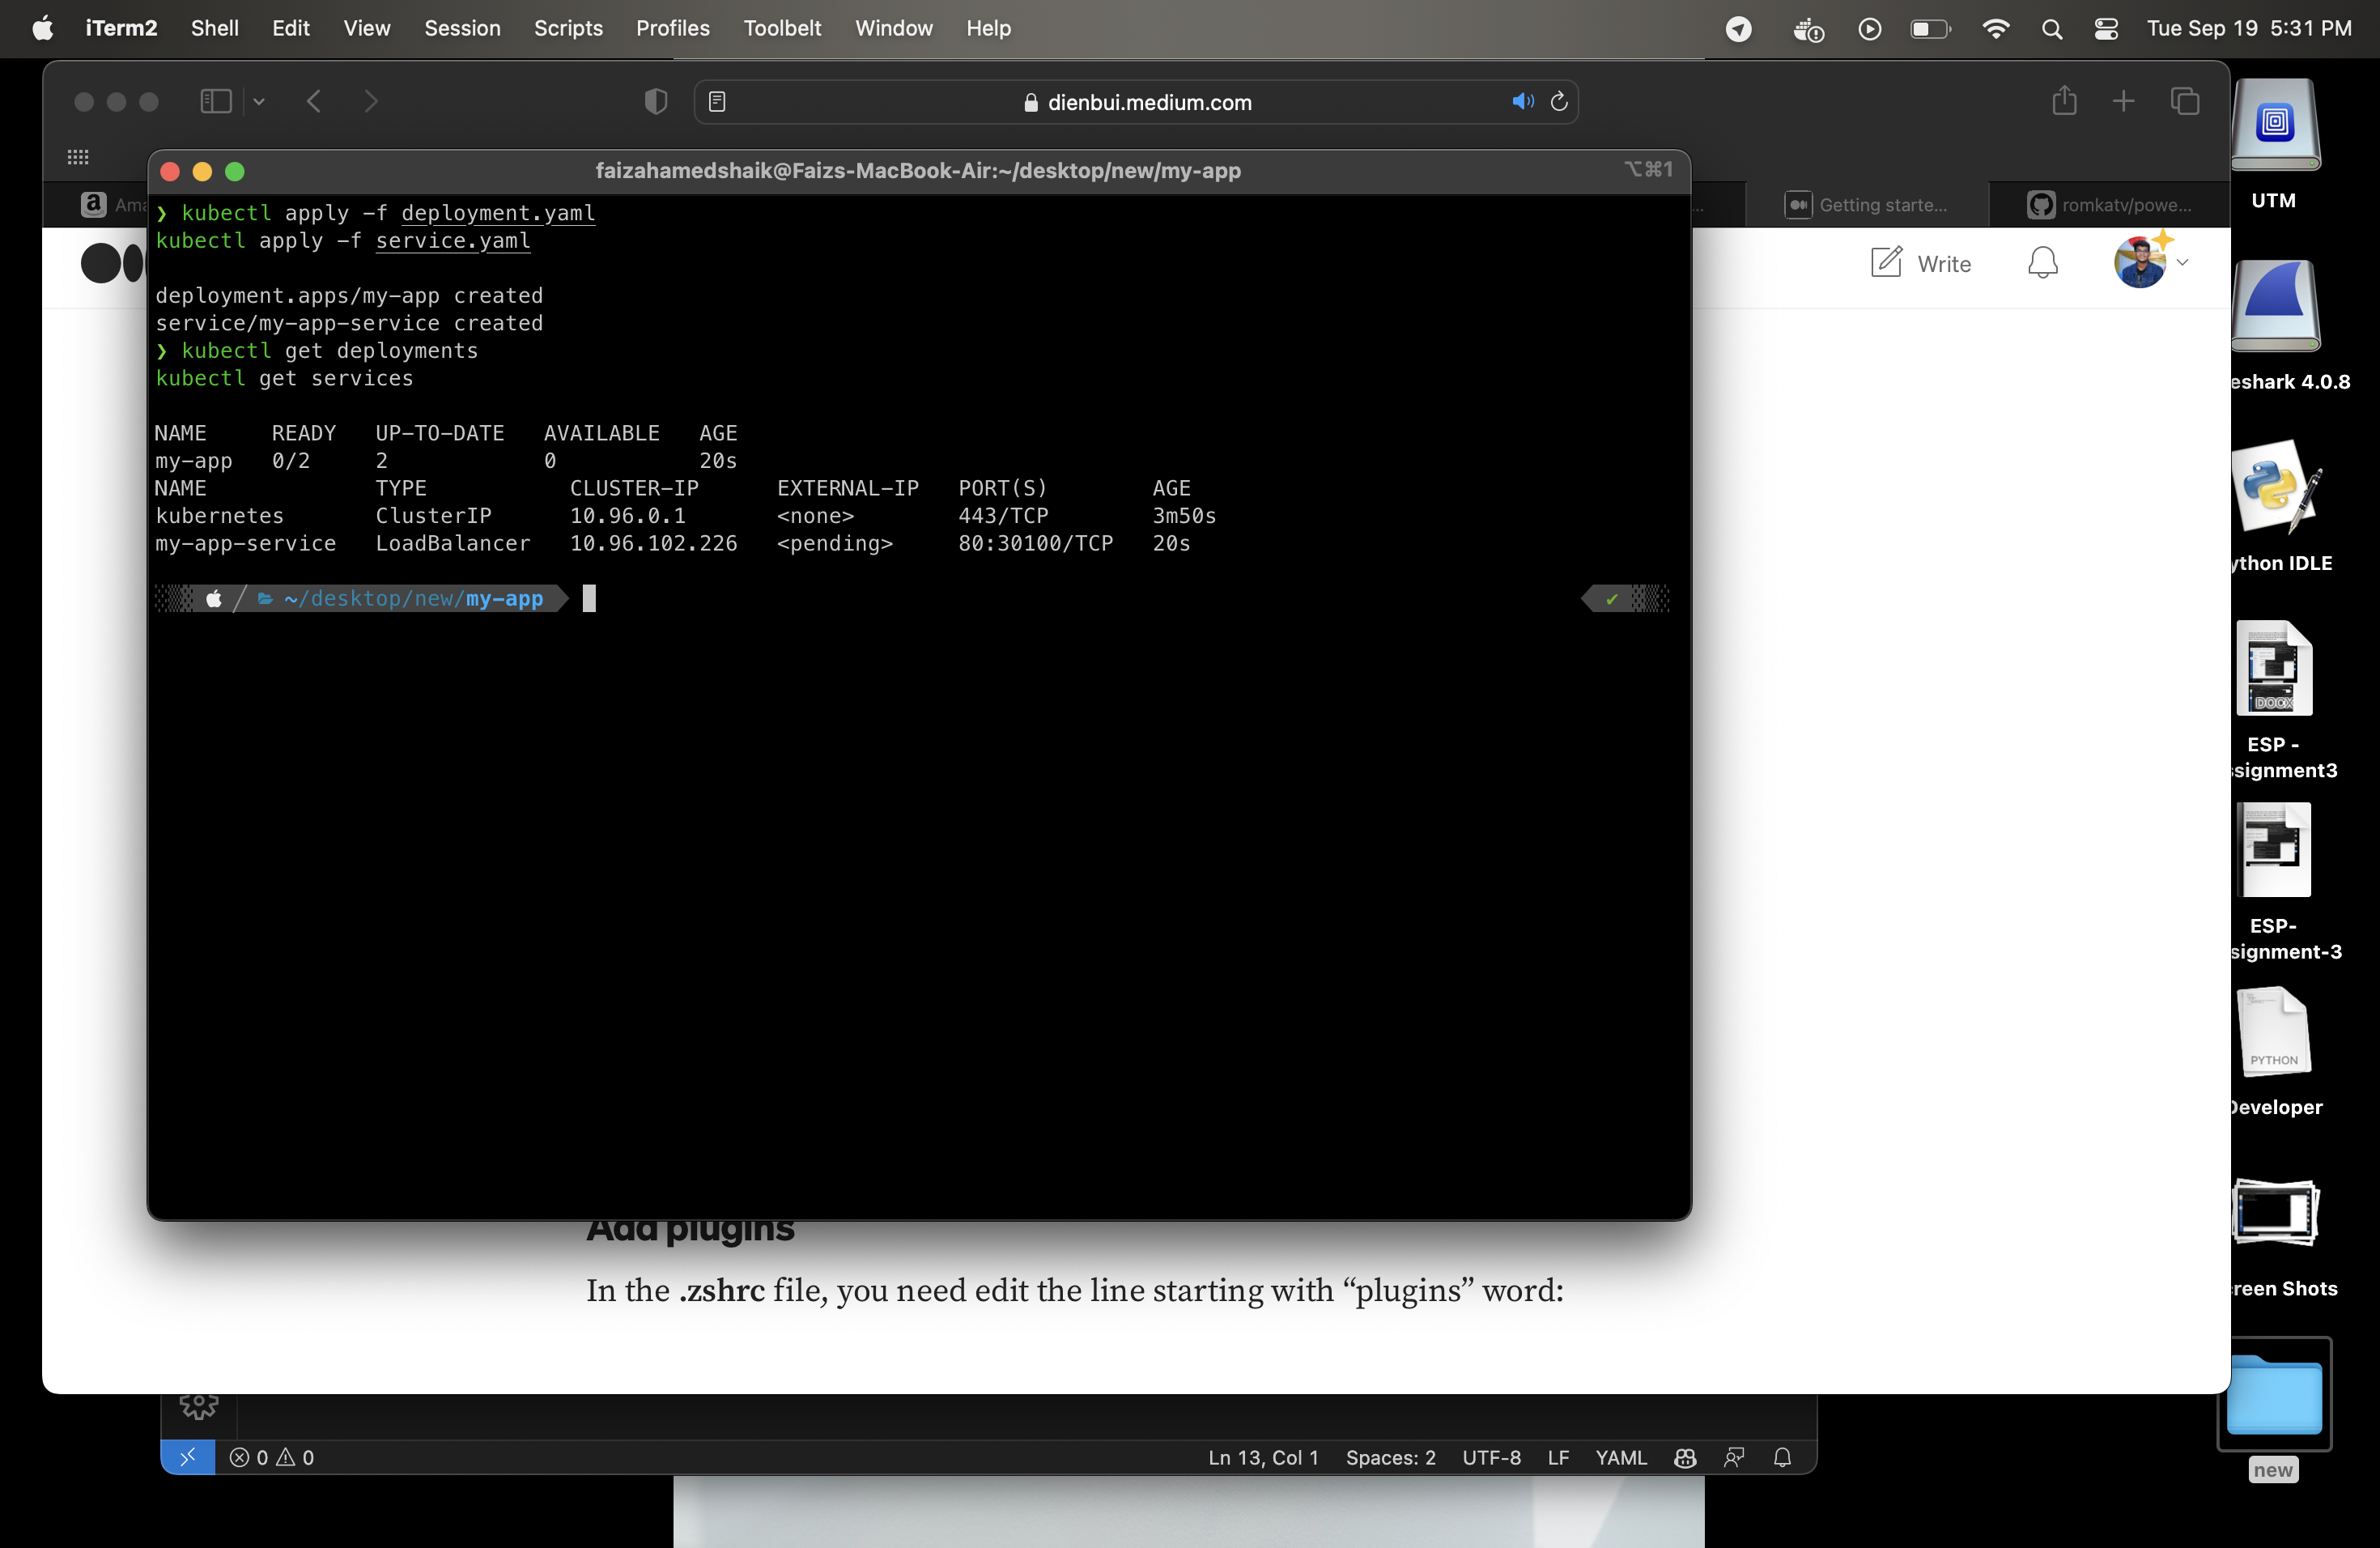 iTerm2 Shell Edit View Session Scripts Profiles Toolbelt Window Help Tue Sep 19 5:31 PM
dienbui.medium.com
faizahamedshaik@Faizs-MacBook-Air:~/desktop/new/my-app ⌥⌘1
Ama
Getting starte...
romkatv/powe...
Write
❯ kubectl apply -f deployment.yaml
kubectl apply -f service.yaml
deployment.apps/my-app created
service/my-app-service created
❯ kubectl get deployments
kubectl get services
NAME READY UP-TO-DATE AVAILABLE AGE
my-app 0/2 2 0 20s
NAME TYPE CLUSTER-IP EXTERNAL-IP PORT(S) AGE
kubernetes ClusterIP 10.96.0.1 <none> 443/TCP 3m50s
my-app-service LoadBalancer 10.96.102.226 <pending> 80:30100/TCP 20s
~/desktop/new/my-app ✔
Add plugins
In the .zshrc file, you need edit the line starting with “plugins” word:
0 0 Ln 13, Col 1 Spaces: 2 UTF-8 LF YAML
UTM
eshark 4.0.8
ython IDLE
DOCX
ESP -
signment3
ESP-
signment-3
PYTHON
Developer
reen Shots
new